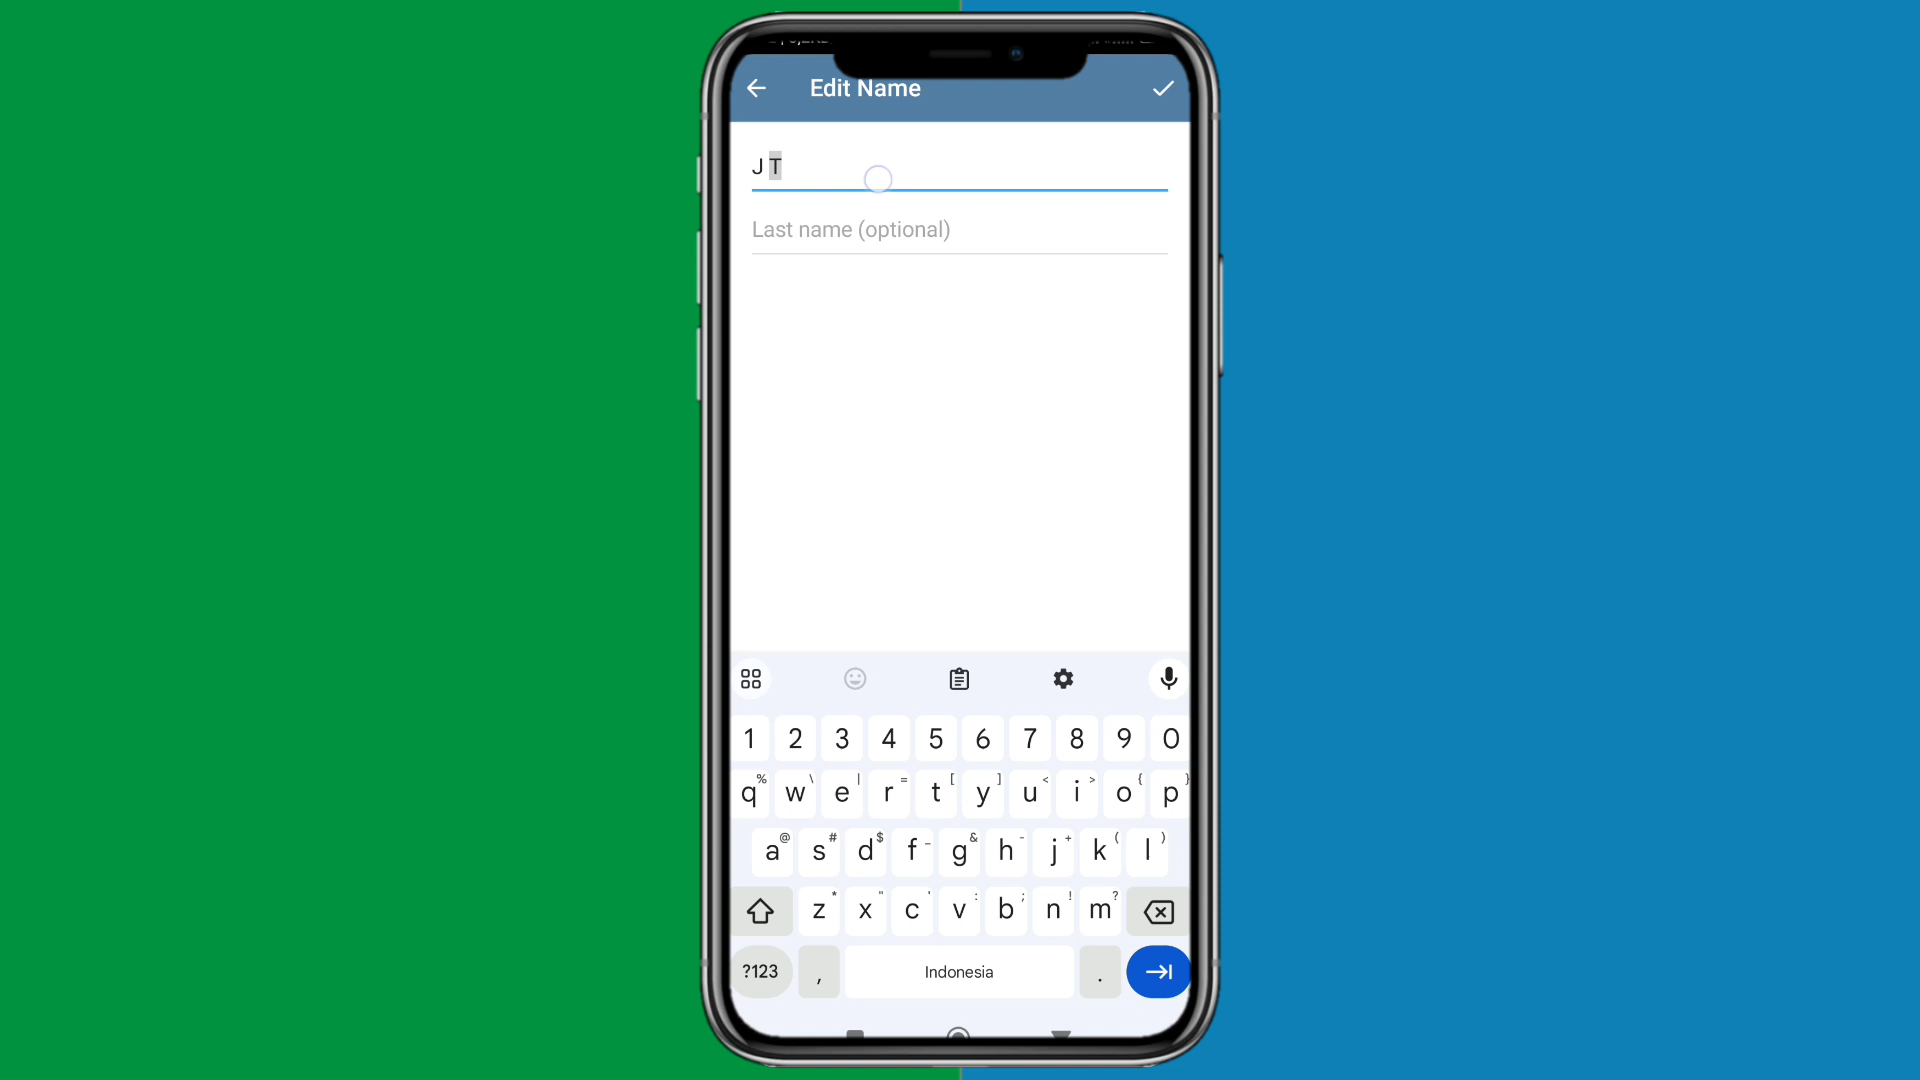 Edit Name
J T
Last name (optional)
1 2 3 4 5 6 7 8 9 0
% \ | = [ ] < > { }
q w e r t y u i o p
@ # $ _ & - + ( )
a s d f g h j k l
* " ' : ; ! ?
z x c v b n m
?123 , Indonesia .